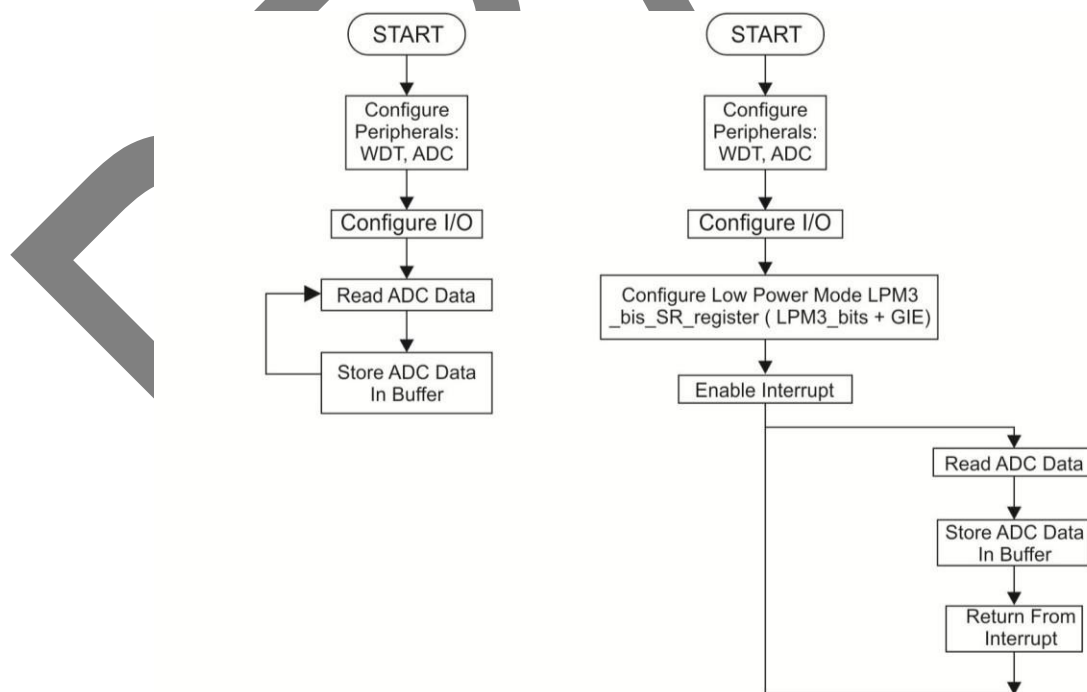 START
Configure
Peripherals:
WDT, ADC
Configure I/O
Read ADC Data
Store ADC Data
In Buffer
START
Configure
Peripherals:
WDT, ADC
Configure I/O
Configure Low Power Mode LPM3
_bis_SR_register ( LPM3_bits + GIE)
Enable Interrupt
Read ADC Data
Store ADC Data
In Buffer
Return From
Interrupt